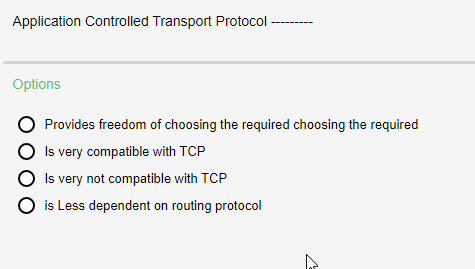 Application Controlled Transport Protocol ---------
Options
Provides freedom of choosing the required choosing the required
Is very compatible with TCP
Is very not compatible with TCP
is Less dependent on routing protocol